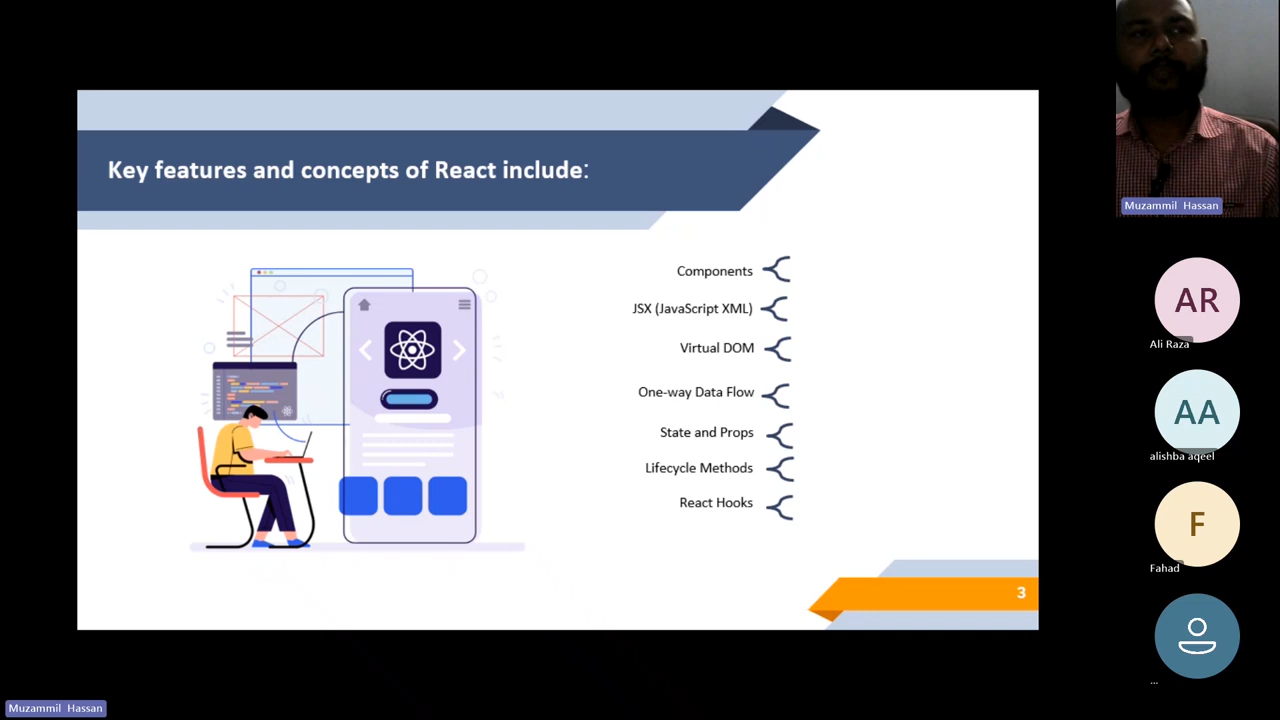 Key features and concepts of React include:
Components
JSX (JavaScript XML)
Virtual DOM
One-way Data Flow
State and Props
Lifecycle Methods
React Hooks
3
Muzammil Hassan
AR
Ali Raza
AA
alishba aqeel
F
Fahad
...
Muzammil Hassan